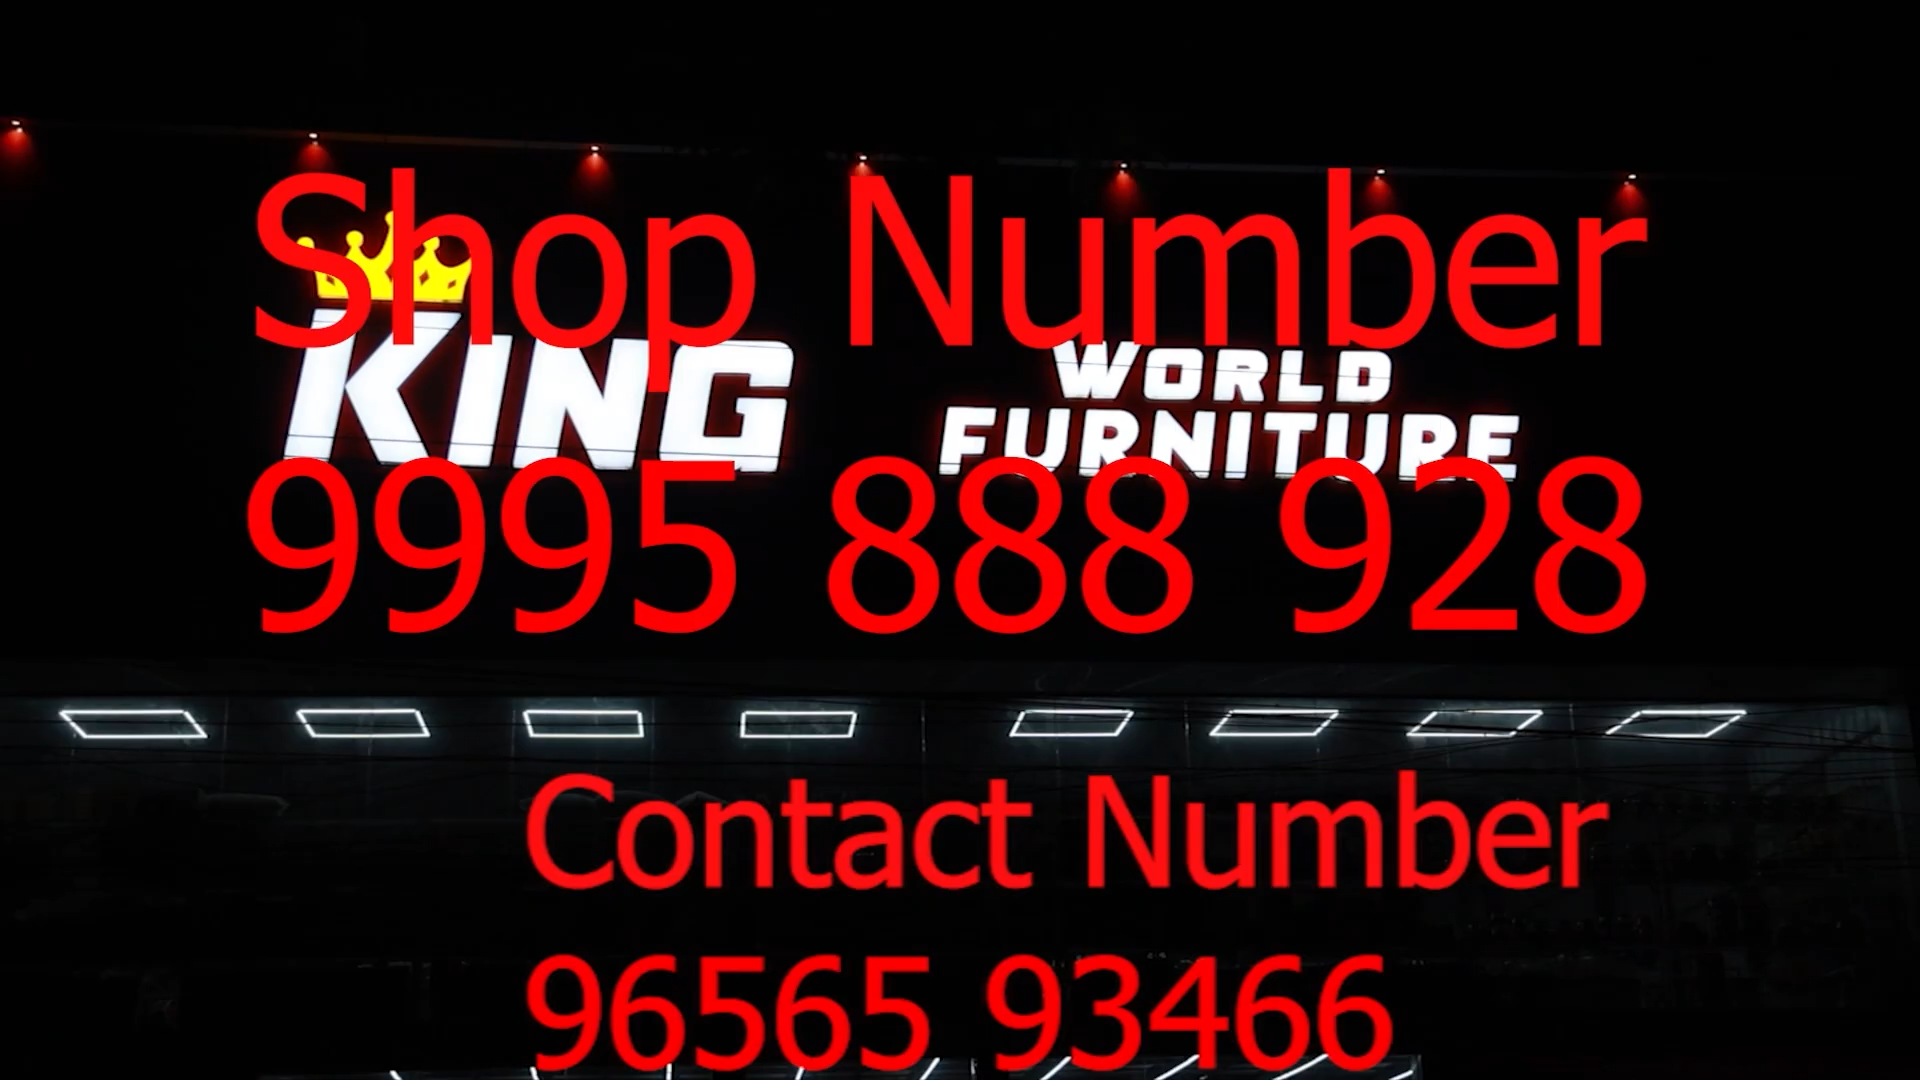 Shop Number
KING
WORLD
FURNITURE
9995 888 928
Contact Number
96565 93466